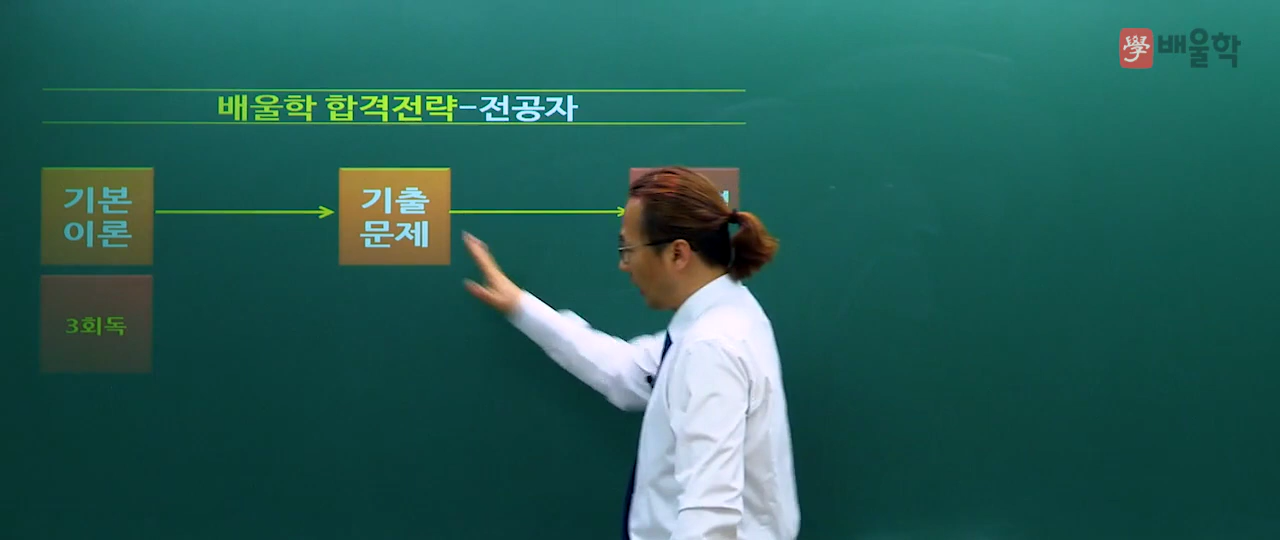 學 배울학
배울학 합격전략-전공자
기본
이론
기출
문제
3회독